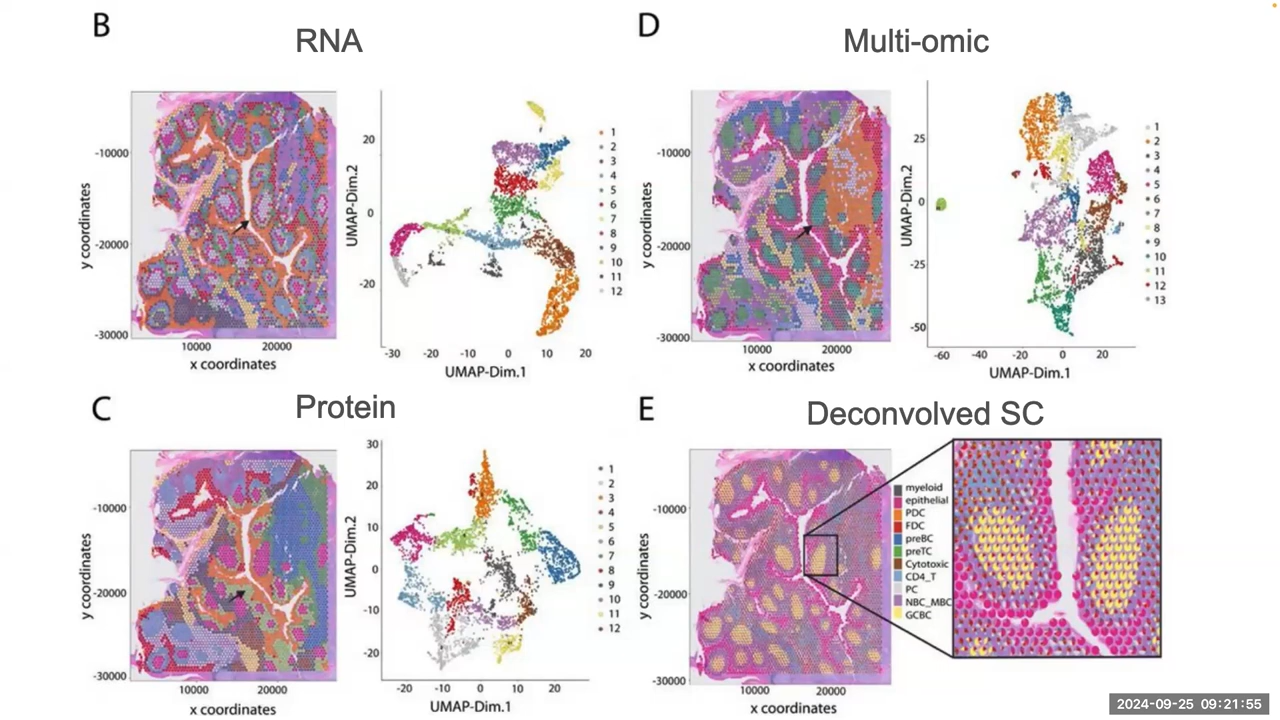 B
RNA
y coordinates
-10000
-20000
-30000
10000
20000
x coordinates
UMAP-Dim.2
20
0
-20
-30
-20
-10
0
10
20
UMAP-Dim.1
1
2
3
4
5
6
7
8
9
10
11
12
D
Multi-omic
y coordinates
-10000
-20000
-30000
10000
20000
x coordinates
UMAP-Dim.2
25
0
-25
-50
-60
-40
-20
0
20
UMAP-Dim.1
1
2
3
4
5
6
7
8
9
10
11
12
13
C
Protein
y coordinates
-10000
-20000
-30000
10000
20000
x coordinates
UMAP-Dim.2
30
20
10
0
-10
-20
-20
-10
0
10
20
UMAP-Dim.1
1
2
3
4
5
6
7
8
9
10
11
12
E
Deconvolved SC
y coordinates
-10000
-20000
-30000
10000
20000
x coordinates
myeloid
epithelial
PDC
FDC
preBC
preTC
Cytotoxic
CD4_T
PC
NBC_MBC
GCBC
2024-09-25 09:21:55